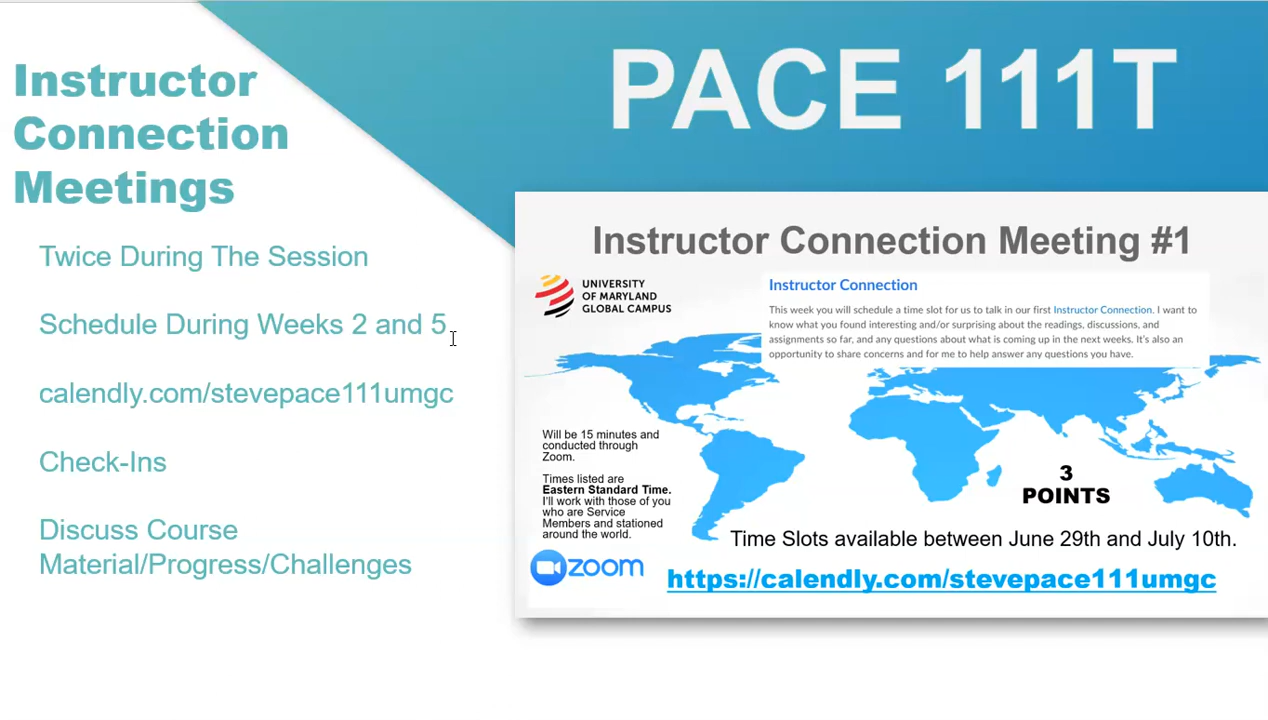 Instructor
Connection
Meetings
Twice During The Session
Schedule During Weeks 2 and 5
calendly.com/stevepace111umgc
Check-Ins
Discuss Course
Material/Progress/Challenges
PACE 111T
Instructor Connection Meeting #1
UNIVERSITY
OF MARYLAND
GLOBAL CAMPUS
Instructor Connection
This week you will schedule a time slot for us to talk in our first Instructor Connection. I want to
know what you found interesting and/or surprising about the readings, discussions, and
assignments so far, and any questions about what is coming up in the next weeks. It's also an
opportunity to share concerns and for me to help answer any questions you have.
Will be 15 minutes and
conducted through
Zoom.
Times listed are
Eastern Standard Time.
I'll work with those of you
who are Service
Members and stationed
around the world.
zoom
3
POINTS
Time Slots available between June 29th and July 10th.
https://calendly.com/stevepace111umgc